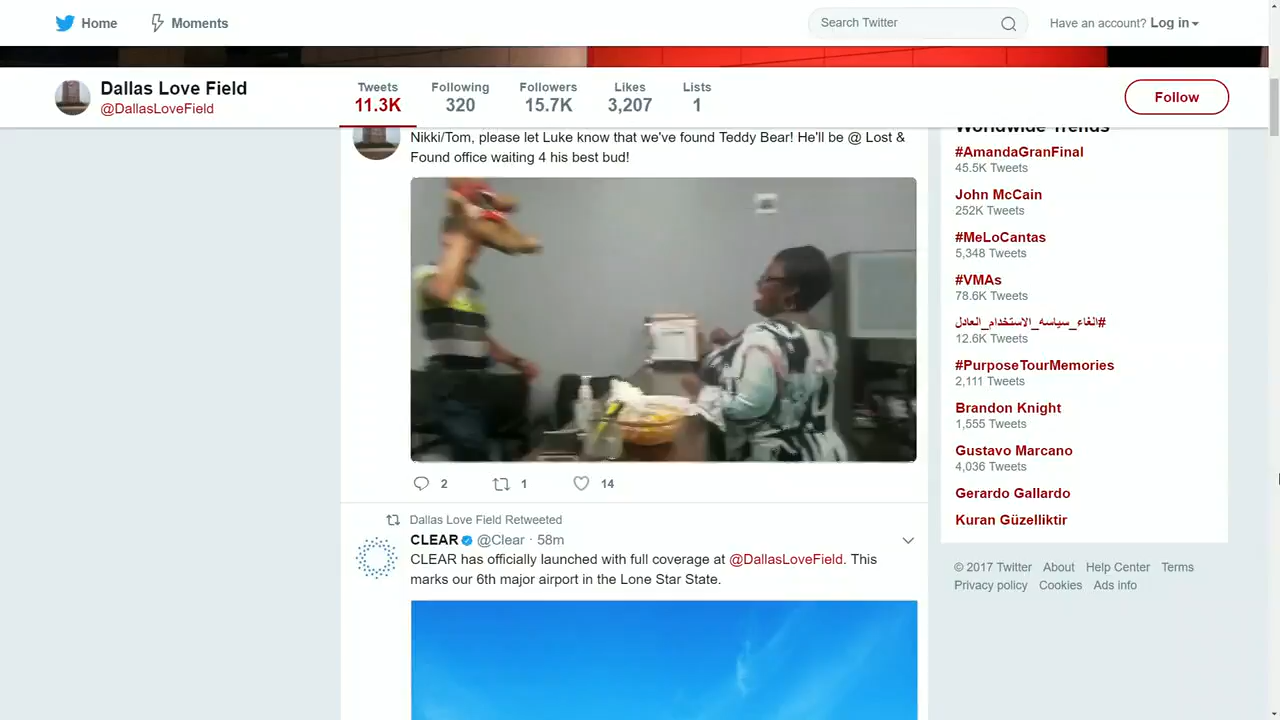 Home
Moments
Search Twitter
Have an account? Log in
Dallas Love Field
@DallasLoveField
Tweets
11.3K
Following
320
Followers
15.7K
Likes
3,207
Lists
1
Follow
Nikki/Tom, please let Luke know that we've found Teddy Bear! He'll be @ Lost &
Found office waiting 4 his best bud!
2
1
14
Dallas Love Field Retweeted
CLEAR @Clear · 58m
CLEAR has officially launched with full coverage at @DallasLoveField. This
marks our 6th major airport in the Lone Star State.
Worldwide Trends
#AmandaGranFinal
45.5K Tweets
John McCain
252K Tweets
#MeLoCantas
5,348 Tweets
#VMAs
78.6K Tweets
#الغاء_سياسه_الاستخدام_العادل
12.6K Tweets
#PurposeTourMemories
2,111 Tweets
Brandon Knight
1,555 Tweets
Gustavo Marcano
4,036 Tweets
Gerardo Gallardo
Kuran Güzelliktir
© 2017 Twitter About Help Center Terms
Privacy policy Cookies Ads info